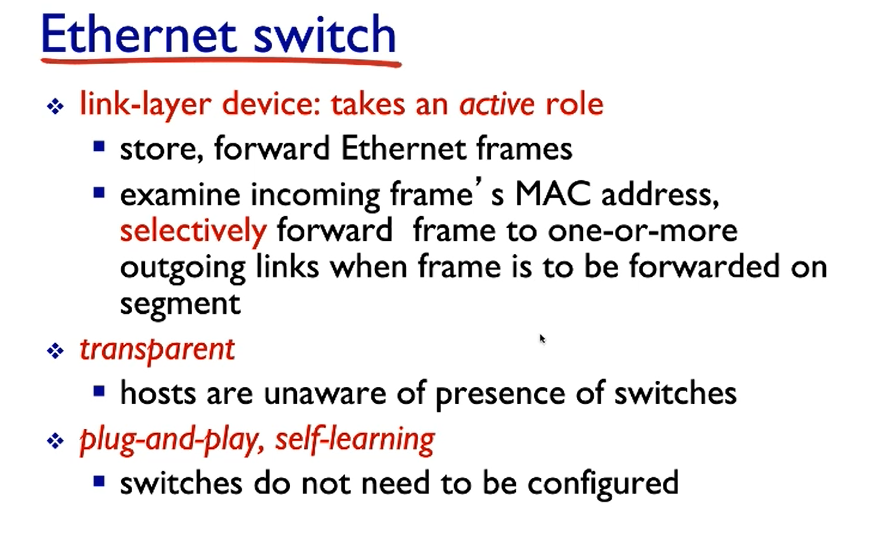 Ethernet switch
❖ link-layer device: takes an active role
▪ store, forward Ethernet frames
▪ examine incoming frame’s MAC address,
selectively forward frame to one-or-more
outgoing links when frame is to be forwarded on
segment
❖ transparent
▪ hosts are unaware of presence of switches
❖ plug-and-play, self-learning
▪ switches do not need to be configured